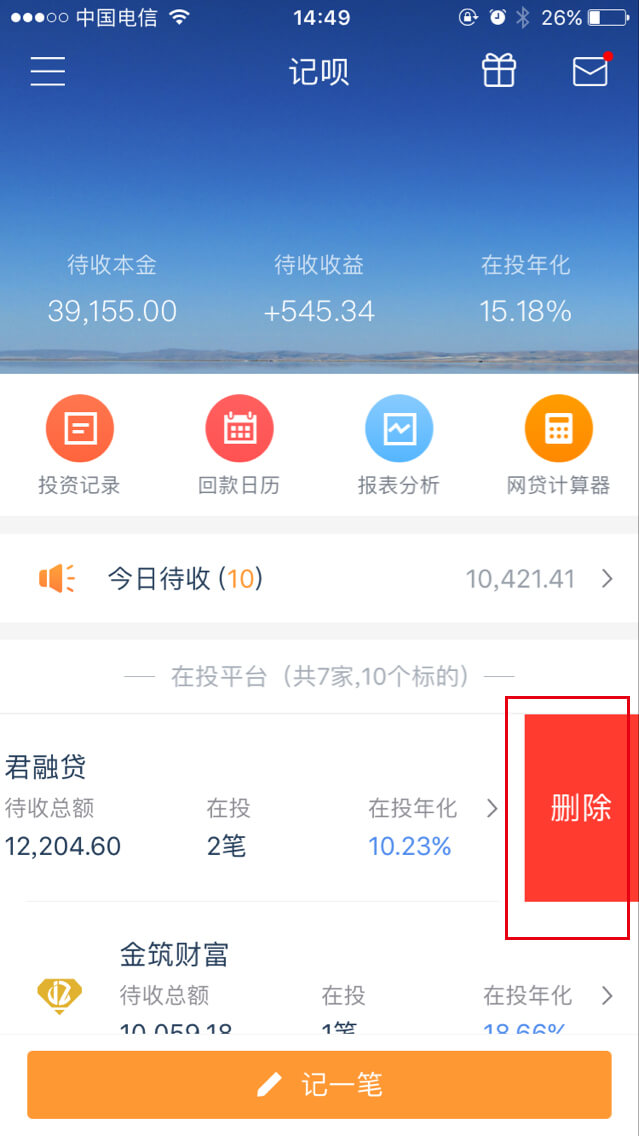 中国电信 14:49 26%
记呗
待收本金 待收收益 在投年化
39,155.00 +545.34 15.18%
投资记录 回款日历 报表分析 网贷计算器
今日待收 (10) 10,421.41
在投平台（共7家,10个标的）
君融贷
待收总额 在投 在投年化
12,204.60 2笔 10.23%
删除
金筑财富
待收总额 在投 在投年化
10,059.18 1笔 18.66%
记一笔